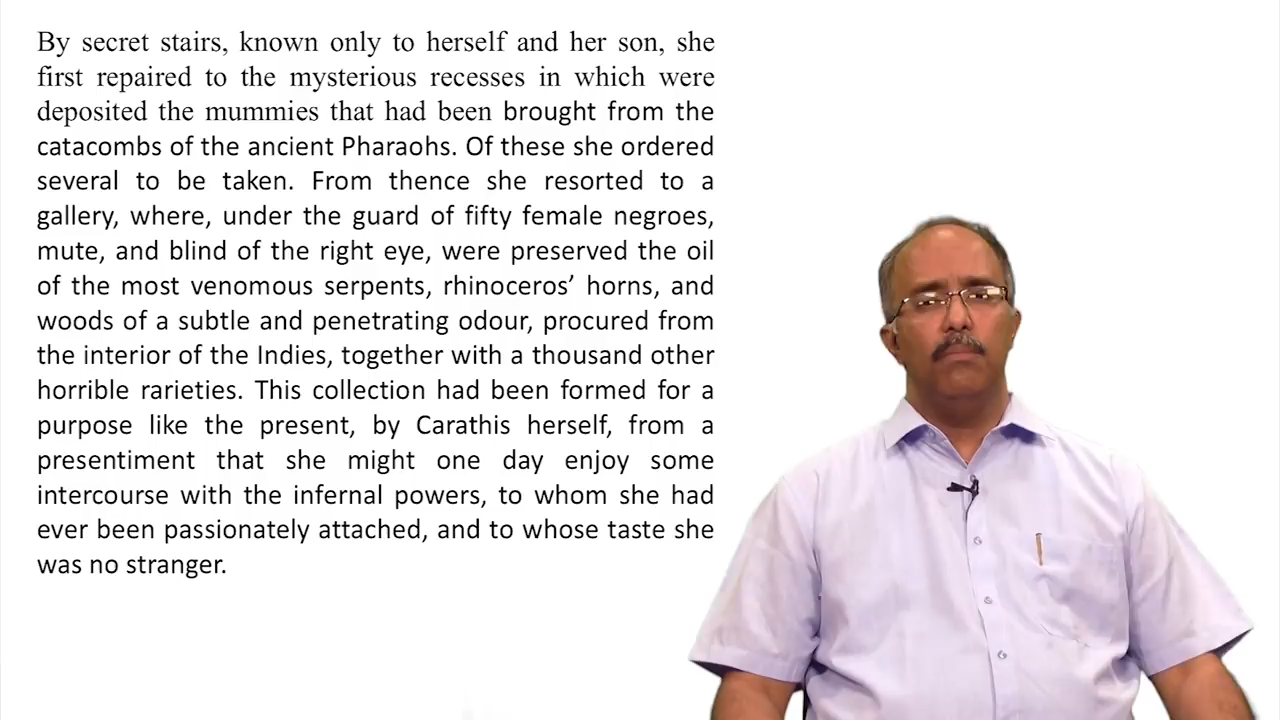 By secret stairs, known only to herself and her son, she
first repaired to the mysterious recesses in which were
deposited the mummies that had been brought from the
catacombs of the ancient Pharaohs. Of these she ordered
several to be taken. From thence she resorted to a
gallery, where, under the guard of fifty female negroes,
mute, and blind of the right eye, were preserved the oil
of the most venomous serpents, rhinoceros’ horns, and
woods of a subtle and penetrating odour, procured from
the interior of the Indies, together with a thousand other
horrible rarieties. This collection had been formed for a
purpose like the present, by Carathis herself, from a
presentiment that she might one day enjoy some
intercourse with the infernal powers, to whom she had
ever been passionately attached, and to whose taste she
was no stranger.